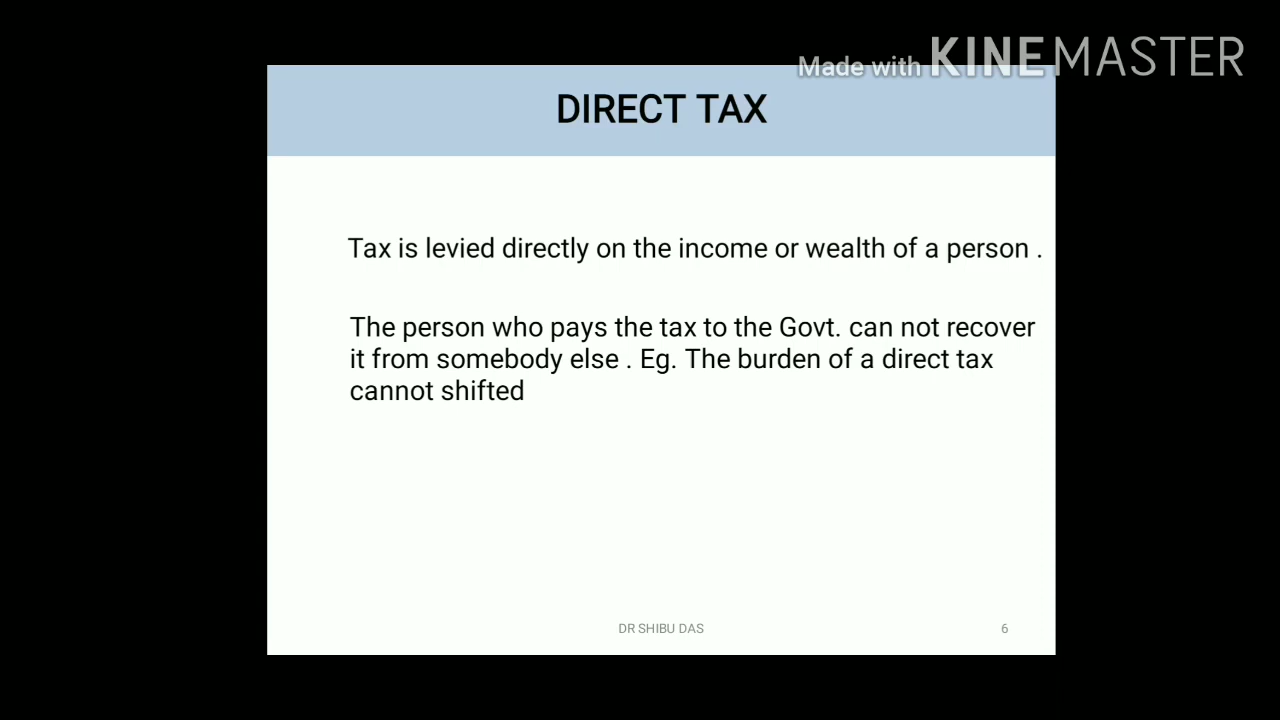 Made with KINEMASTER
DIRECT TAX
Tax is levied directly on the income or wealth of a person .
The person who pays the tax to the Govt. can not recover
it from somebody else . Eg. The burden of a direct tax
cannot shifted
DR SHIBU DAS
6